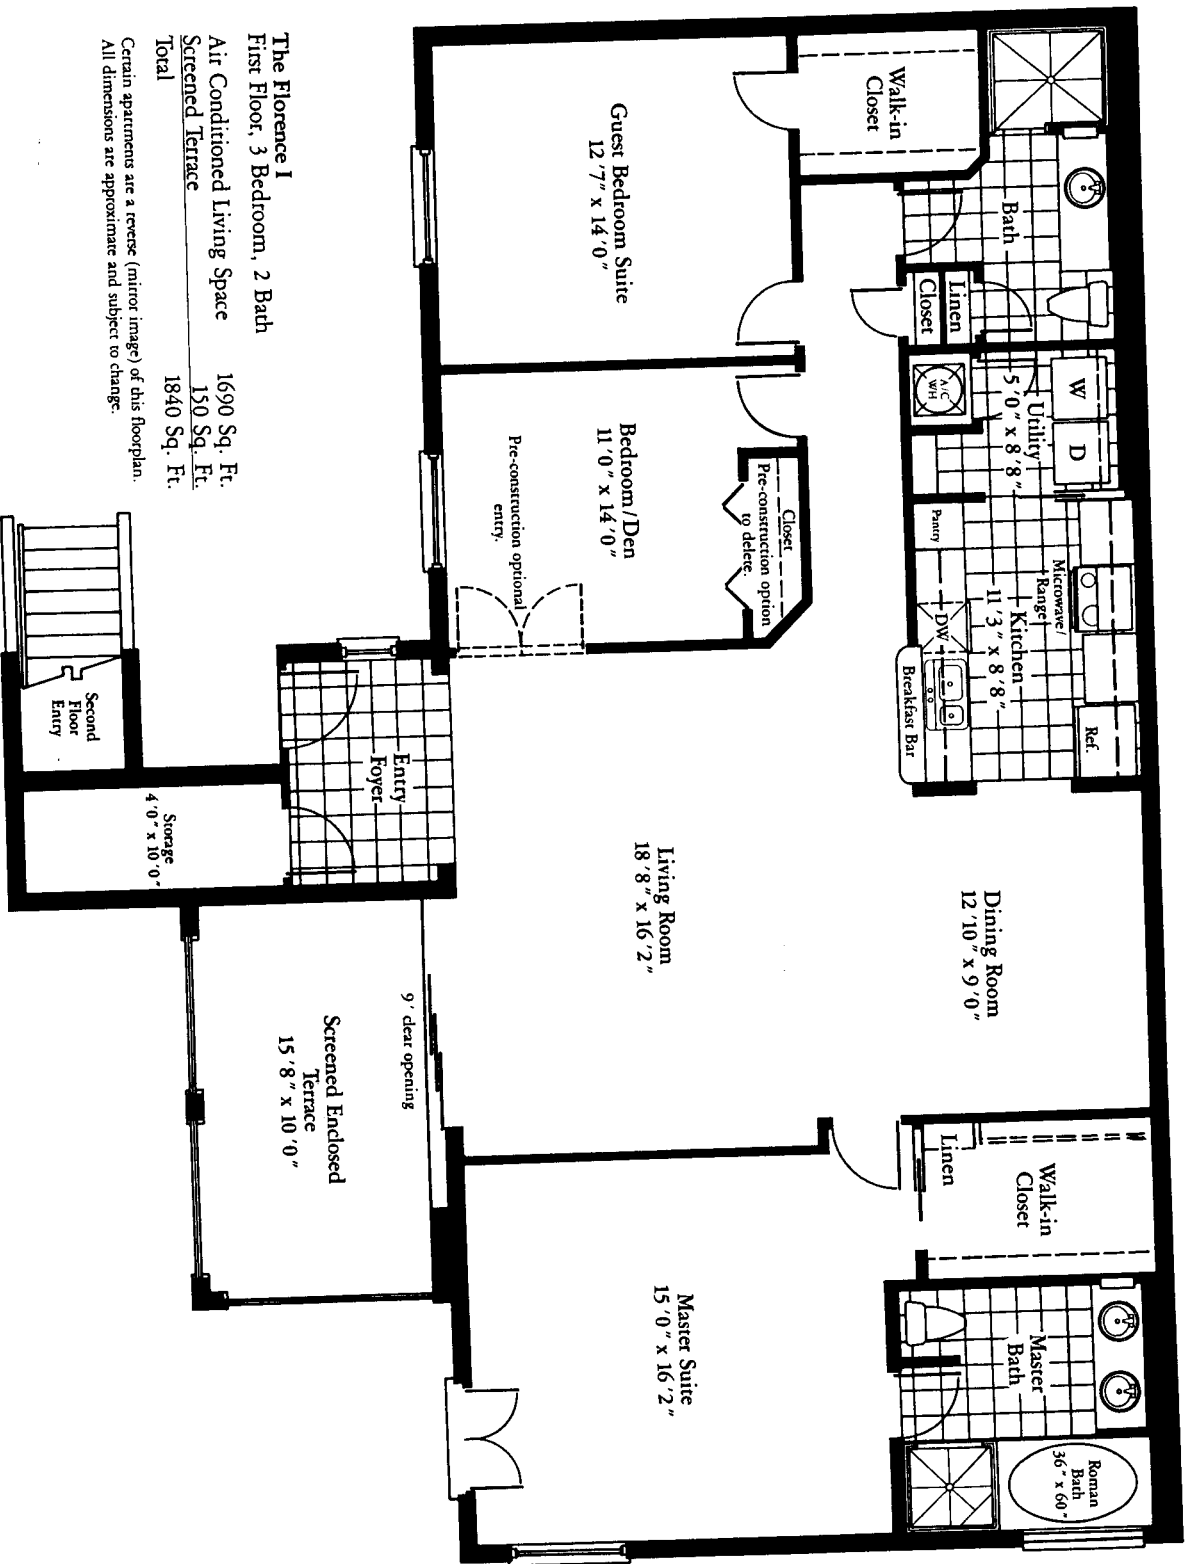 The Florence I
First Floor, 3 Bedroom, 2 Bath
Air Conditioned Living Space 1690 Sq. Ft.
Screened Terrace 150 Sq. Ft.
Total 1840 Sq. Ft.
Certain apartments are a reverse (mirror image) of this floorplan.
All dimensions are approximate and subject to change.
Walk-in
Closet
Guest Bedroom Suite
12 '7" x 14 '0"
Bath
Linen
Closet
A/C
WH
W
D
Utility
5 '0" x 8 '8"
Bedroom/Den
11 '0" x 14 '0"
Pre-construction optional
entry.
Closet
Pre-construction option
to delete.
Pantry
Microwave/
Range
Kitchen
11 '3" x 8 '8"
DW
Ref.
Breakfast Bar
Second
Floor
Entry
Entry
Foyer
Storage
4 '0" x 10 '0"
Living Room
18 '8" x 16 '2"
Dining Room
12 '10" x 9 '0"
9 ' clear opening
Screened Enclosed
Terrace
15 '8" x 10 '0"
Linen
Walk-in
Closet
Master Suite
15 '0" x 16 '2"
Master
Bath
Roman
Bath
36" x 60"